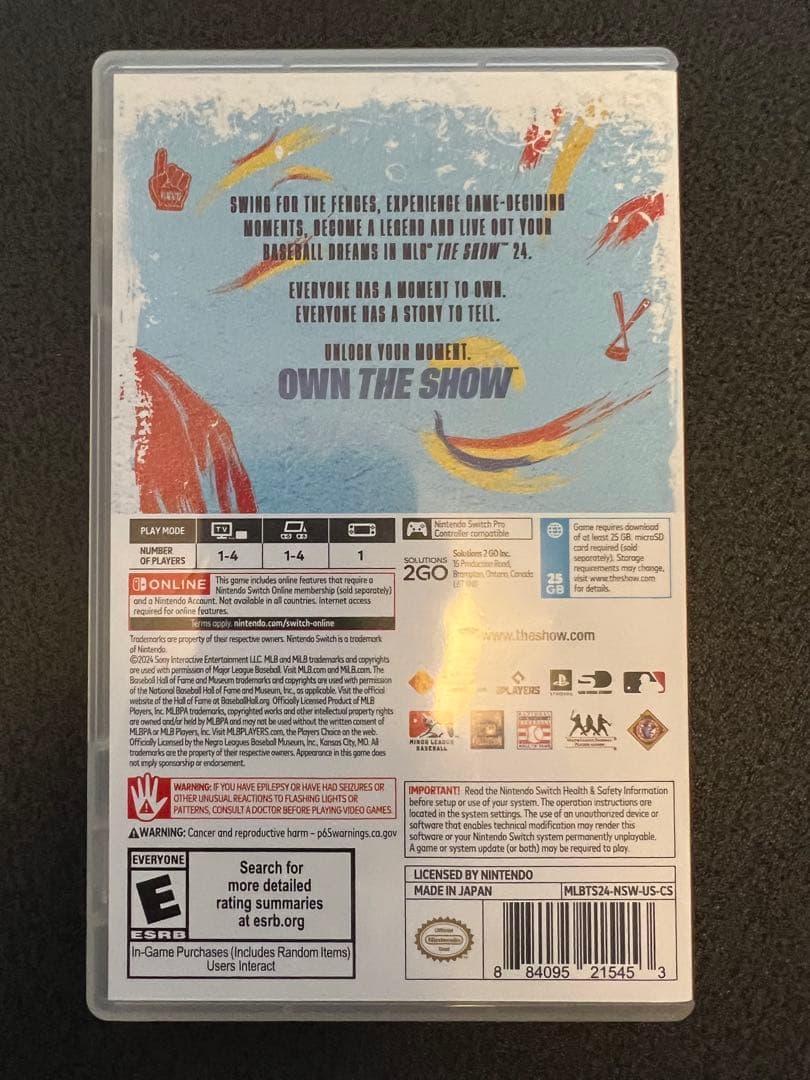 SWING FOR THE FENCES, EXPERIENCE GAME-DECIDING
MOMENTS, BECOME A LEGEND AND LIVE OUT YOUR
BASEBALL DREAMS IN MLB® THE SHOW™ 24.
EVERYONE HAS A MOMENT TO OWN.
EVERYONE HAS A STORY TO TELL.
UNLOCK YOUR MOMENT.
OWN THE SHOW™
PLAY MODE
TV
NUMBER
OF PLAYERS
1-4
1-4
1
Nintendo Switch Pro
Controller compatible
SOLUTIONS
2GO
Solutions 2 GO Inc.
15 Production Road,
Brampton, Ontario, Canada
25
GB
Game requires download
of at least 25 GB. microSD
card required (sold
separately). Storage
requirements may change,
visit www.theshow.com
for details.
ONLINE
This game includes online features that require a
Nintendo Switch Online membership (sold separately)
and a Nintendo Account. Not available in all countries. Internet access
required for online features.
Terms apply. nintendo.com/switch-online
Trademarks are property of their respective owners. Nintendo Switch is a trademark
of Nintendo.
©2024 Sony Interactive Entertainment LLC. MLB and MiLB trademarks and copyrights
are used with permission of Major League Baseball. Visit MLB.com and MiLB.com. The
Baseball Hall of Fame and Museum trademarks and copyrights are used with permission
of the National Baseball Hall of Fame and Museum, Inc., as applicable. Visit the official
website of the Hall of Fame at BaseballHall.org Officially Licensed Product of MLB
Players, Inc. MLBPA trademarks, copyrighted works and other intellectual property rights
are owned and/or held by MLBPA and may not be used without the written consent of
MLBPA or MLB Players, Inc. Visit MLBPLAYERS.com, the Players Choice on the web.
Officially Licensed by the Negro Leagues Baseball Museum, Inc., Kansas City, MO. All
trademarks are the property of their respective owners. Appearance in this game does
not imply sponsorship or endorsement.
www.theshow.com
PLAYERS
SD
MINOR LEAGUE
BASEBALL
WARNING: IF YOU HAVE EPILEPSY OR HAVE HAD SEIZURES OR
OTHER UNUSUAL REACTIONS TO FLASHING LIGHTS OR
PATTERNS, CONSULT A DOCTOR BEFORE PLAYING VIDEO GAMES.
WARNING: Cancer and reproductive harm – p65warnings.ca.gov
IMPORTANT! Read the Nintendo Switch Health & Safety Information
before setup or use of your system. The operation instructions are
located in the system settings. The use of an unauthorized device or
software that enables technical modification may render this
software or your Nintendo Switch system permanently unplayable.
A game or system update (or both) may be required to play.
EVERYONE
E
ESRB
Search for
more detailed
rating summaries
at esrb.org
In-Game Purchases (Includes Random Items)
Users Interact
LICENSED BY NINTENDO
MADE IN JAPAN
MLBTS24-NSW-US-CS
Official
Nintendo
Seal
8 84095 21545 3